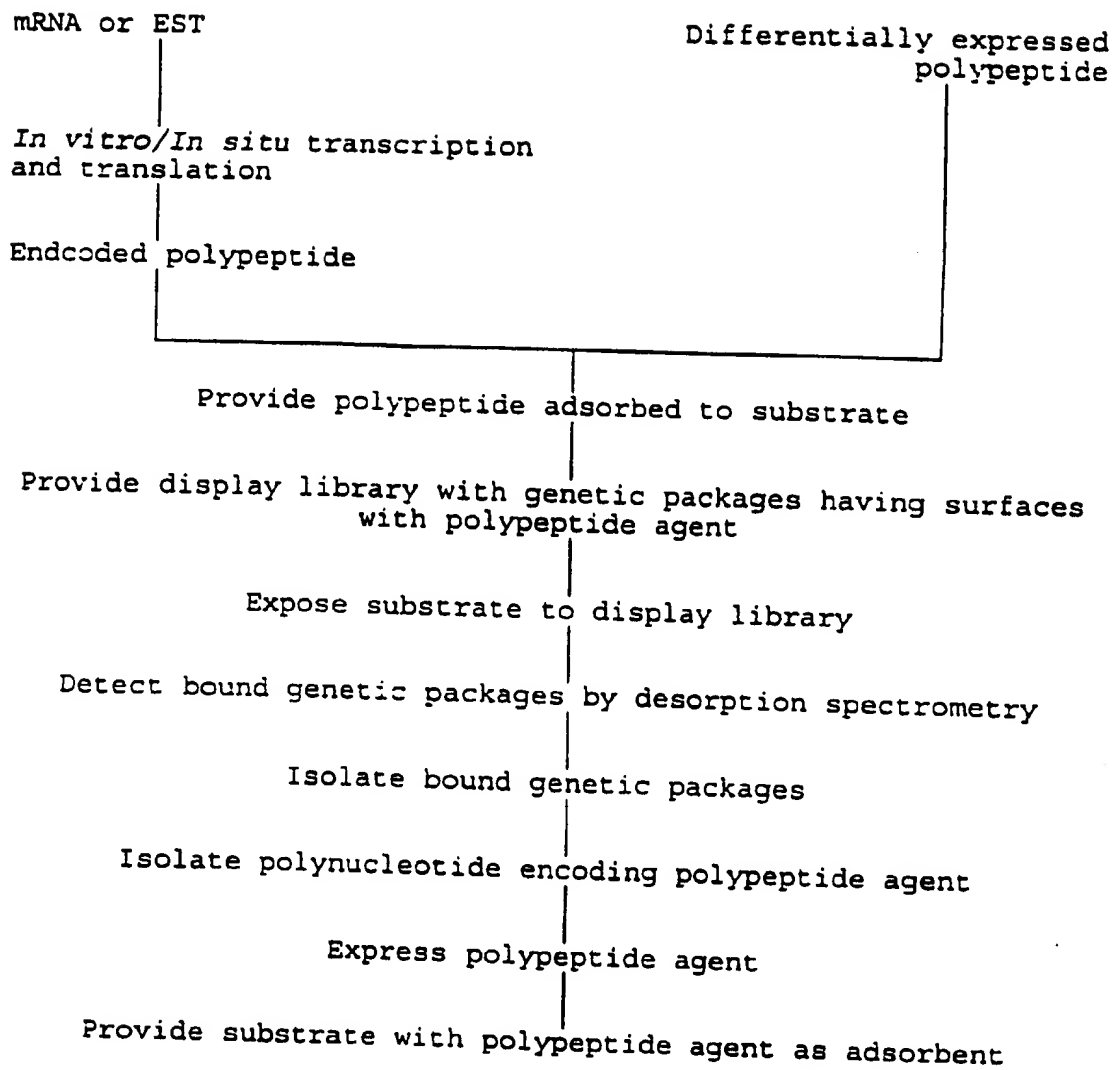 mRNA or EST
Differentially expressed
polypeptide
In vitro/In situ transcription
and translation
Endcoded polypeptide
Provide polypeptide adsorbed to substrate
Provide display library with genetic packages having surfaces
with polypeptide agent
Expose substrate to display library
Detect bound genetic packages by desorption spectrometry
Isolate bound genetic packages
Isolate polynucleotide encoding polypeptide agent
Express polypeptide agent
Provide substrate with polypeptide agent as adsorbent